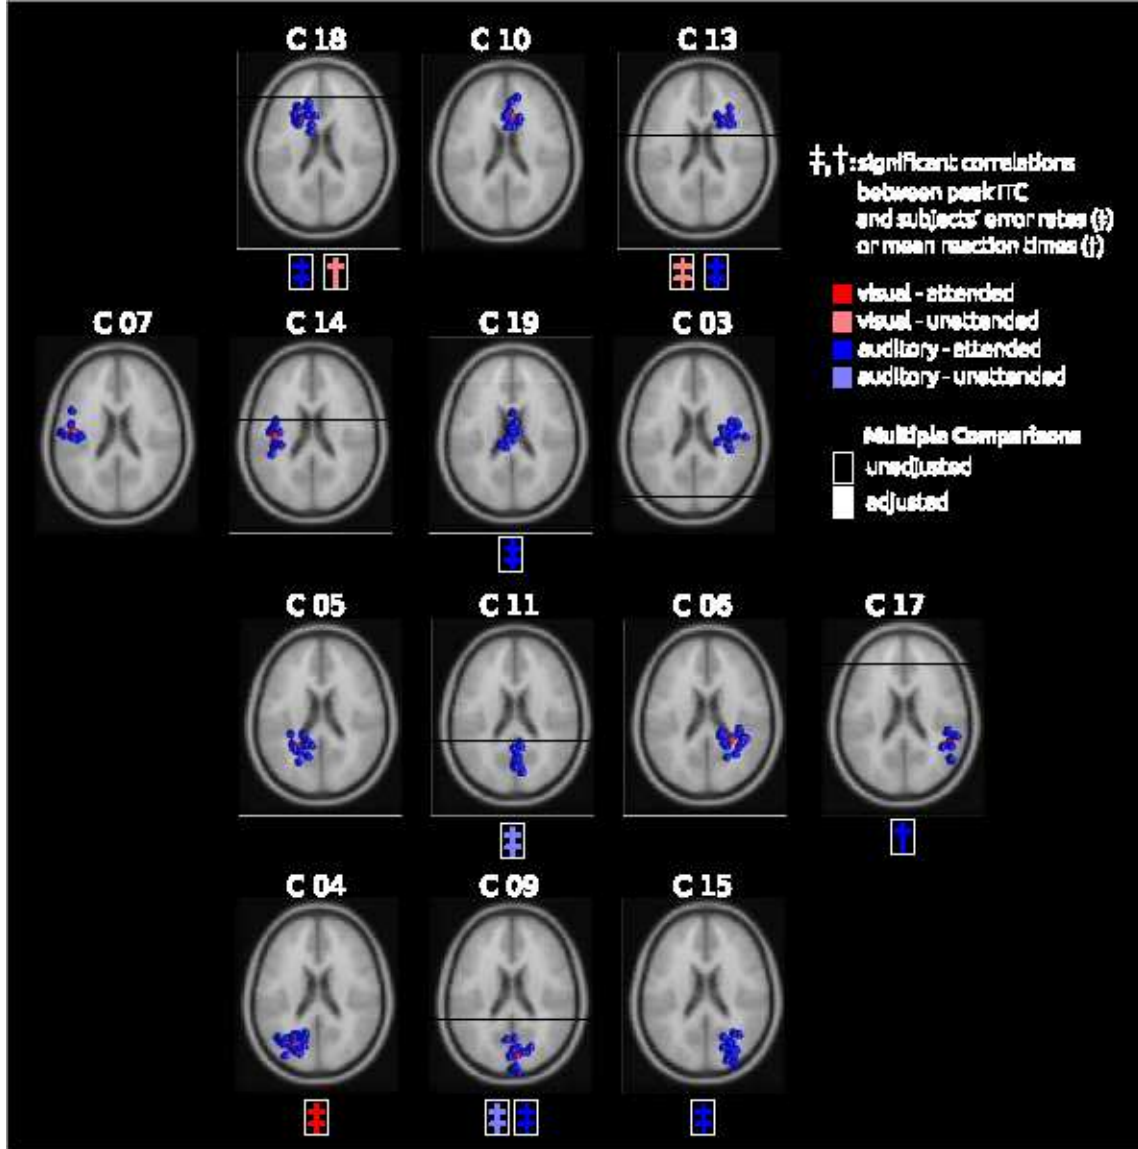 C 18
C 10
C 13
‡,†: significant correlations
between peak ITC
and subjects' error rates (‡)
or mean reaction times (†)
‡ †
‡ ‡
visual - attended
visual - unattended
auditory - attended
auditory - unattended
C 07
C 14
C 19
C 03
Multiple Comparisons
unadjusted
adjusted
‡
C 05
C 11
C 06
C 17
‡
†
C 04
C 09
C 15
‡
‡ ‡
‡